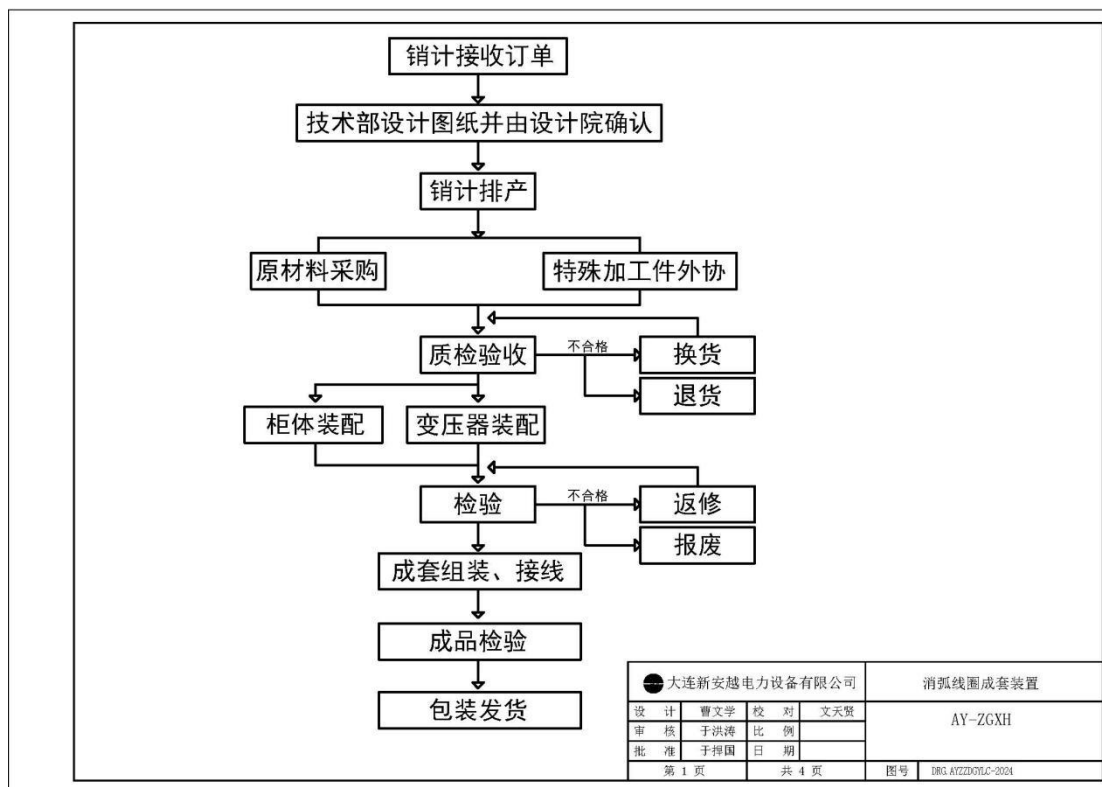 销计接收订单
技术部设计图纸并由设计院确认
销计排产
原材料采购
特殊加工件外协
质检验收
不合格
换货
退货
柜体装配
变压器装配
检验
不合格
返修
报废
成套组装、接线
成品检验
包装发货
大连新安越电力设备有限公司
消弧线圈成套装置
设 计 曹文学 校 对 文天贤
AY-ZGXH
审 核 于洪涛 比 例
批 准 于捍国 日 期
第 1 页 共 4 页 图号 DRG.AYZZDGYLC-2024